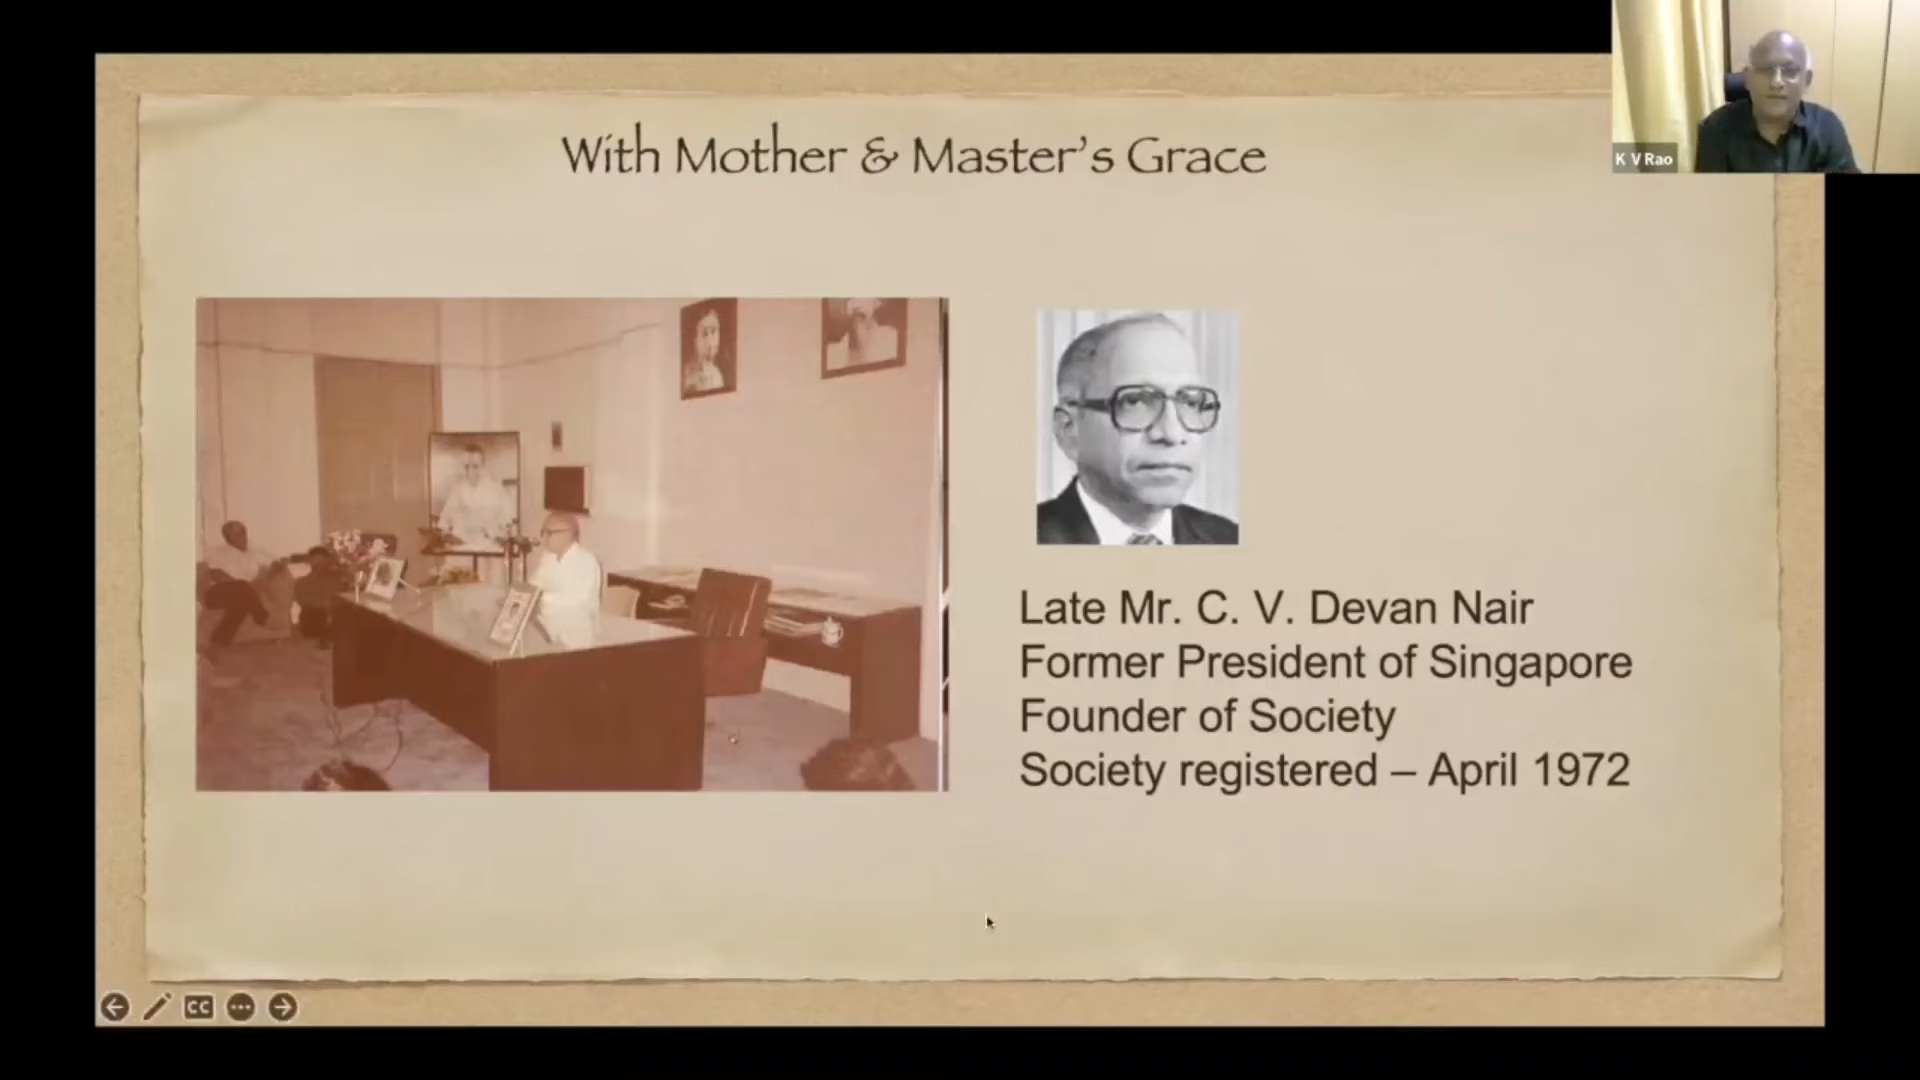 With Mother & Master's Grace
K V Rao
Late Mr. C. V. Devan Nair
Former President of Singapore
Founder of Society
Society registered – April 1972
CC